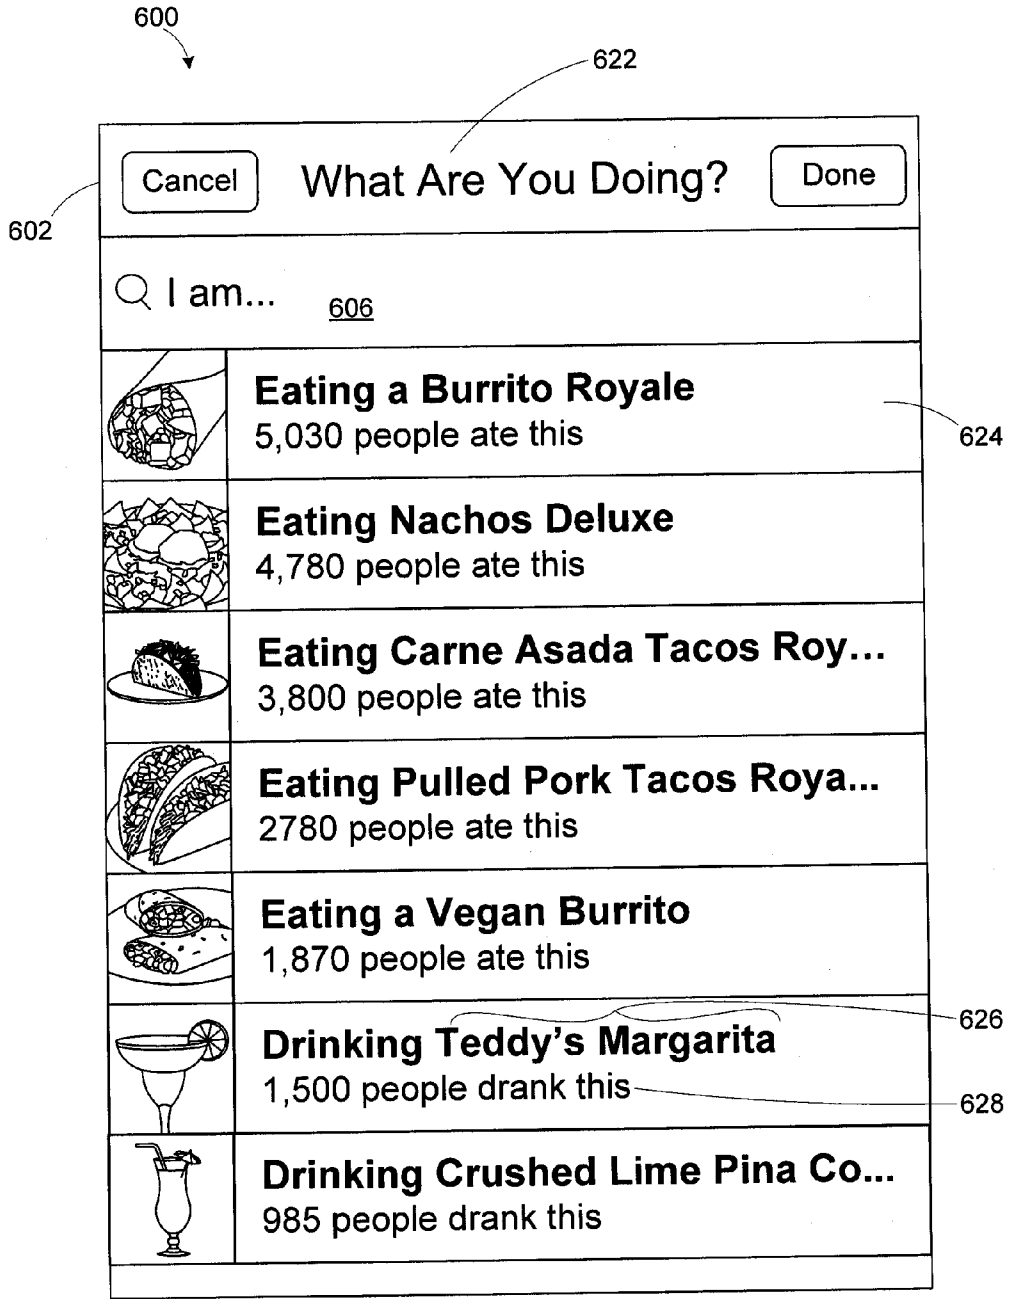 600
622
Cancel What Are You Doing? Done
602
I am... 606
Eating a Burrito Royale
5,030 people ate this
624
Eating Nachos Deluxe
4,780 people ate this
Eating Carne Asada Tacos Roy...
3,800 people ate this
Eating Pulled Pork Tacos Roya...
2780 people ate this
Eating a Vegan Burrito
1,870 people ate this
626
Drinking Teddy's Margarita
1,500 people drank this
628
Drinking Crushed Lime Pina Co...
985 people drank this